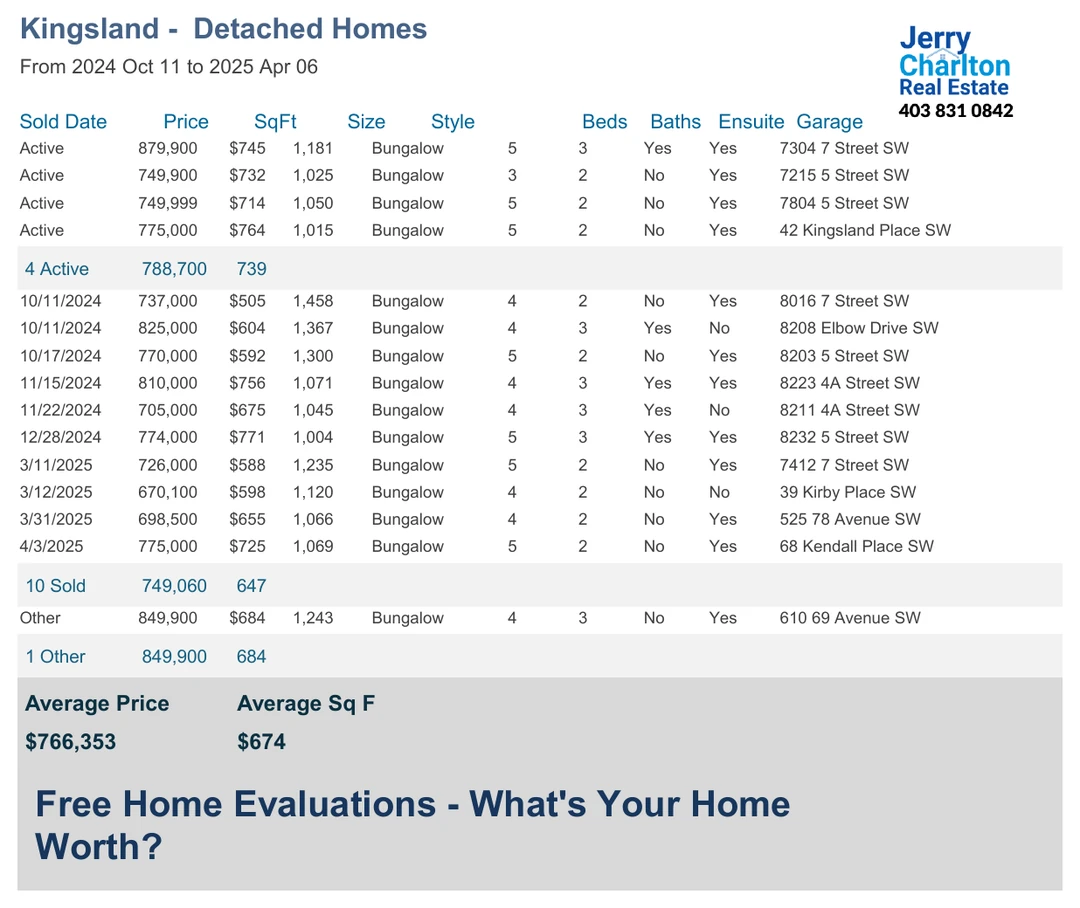 Kingsland - Detached Homes
From 2024 Oct 11 to 2025 Apr 06
Jerry
Charlton
Real Estate
403 831 0842
Sold Date Price SqFt Size Style Beds Baths Ensuite Garage
Active 879,900 $745 1,181 Bungalow 5 3 Yes Yes 7304 7 Street SW
Active 749,900 $732 1,025 Bungalow 3 2 No Yes 7215 5 Street SW
Active 749,999 $714 1,050 Bungalow 5 2 No Yes 7804 5 Street SW
Active 775,000 $764 1,015 Bungalow 5 2 No Yes 42 Kingsland Place SW
4 Active 788,700 739
10/11/2024 737,000 $505 1,458 Bungalow 4 2 No Yes 8016 7 Street SW
10/11/2024 825,000 $604 1,367 Bungalow 4 3 Yes No 8208 Elbow Drive SW
10/17/2024 770,000 $592 1,300 Bungalow 5 2 No Yes 8203 5 Street SW
11/15/2024 810,000 $756 1,071 Bungalow 4 3 Yes Yes 8223 4A Street SW
11/22/2024 705,000 $675 1,045 Bungalow 4 3 Yes No 8211 4A Street SW
12/28/2024 774,000 $771 1,004 Bungalow 5 3 Yes Yes 8232 5 Street SW
3/11/2025 726,000 $588 1,235 Bungalow 5 2 No Yes 7412 7 Street SW
3/12/2025 670,100 $598 1,120 Bungalow 4 2 No No 39 Kirby Place SW
3/31/2025 698,500 $655 1,066 Bungalow 4 2 No Yes 525 78 Avenue SW
4/3/2025 775,000 $725 1,069 Bungalow 5 2 No Yes 68 Kendall Place SW
10 Sold 749,060 647
Other 849,900 $684 1,243 Bungalow 4 3 No Yes 610 69 Avenue SW
1 Other 849,900 684
Average Price Average Sq F
$766,353 $674
Free Home Evaluations - What's Your Home
Worth?